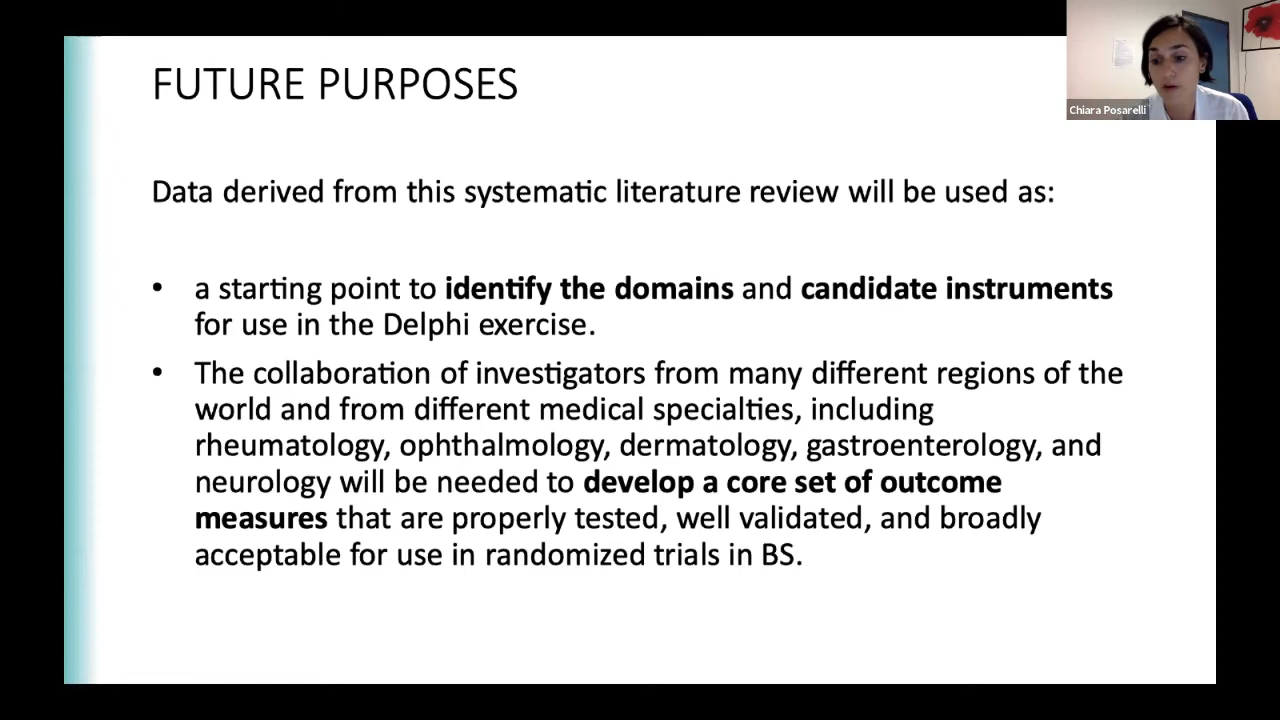 FUTURE PURPOSES
Chiara Posarelli
Data derived from this systematic literature review will be used as:
• a starting point to identify the domains and candidate instruments
for use in the Delphi exercise.
• The collaboration of investigators from many different regions of the
world and from different medical specialties, including
rheumatology, ophthalmology, dermatology, gastroenterology, and
neurology will be needed to develop a core set of outcome
measures that are properly tested, well validated, and broadly
acceptable for use in randomized trials in BS.